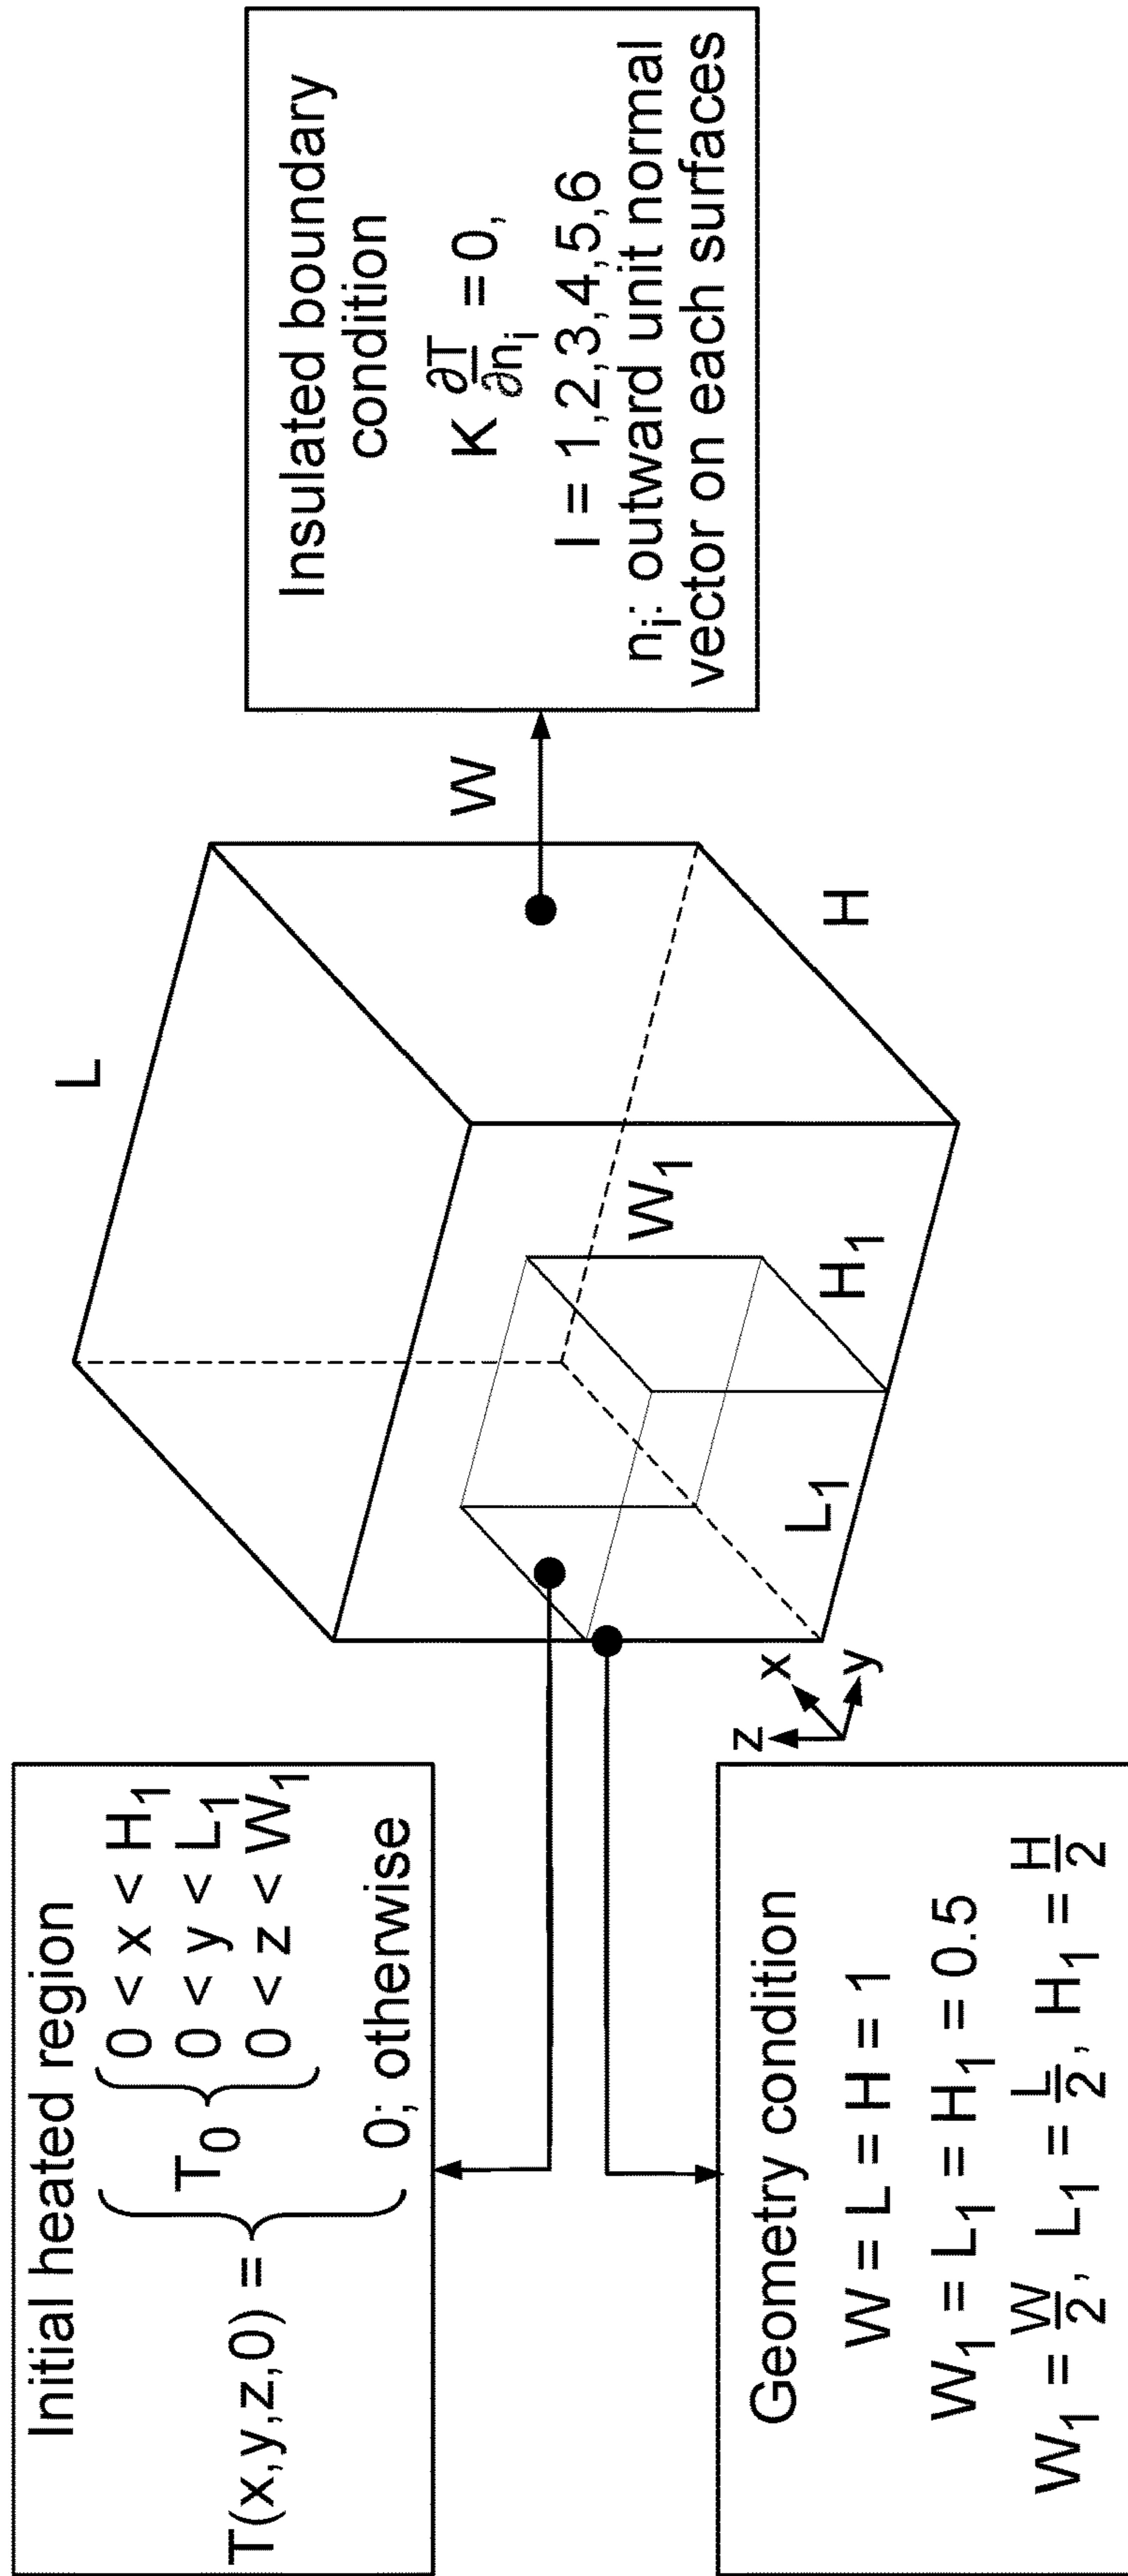 Initial heated region
T(x,y,z,0) = { T₀ { 0 < x < H₁
0 < y < L₁
0 < z < W₁
0; otherwise
Geometry condition
W = L = H = 1
W₁ = L₁ = H₁ = 0.5
W₁ = W/2, L₁ = L/2, H₁ = H/2
z
x
y
L
W₁
H₁
L₁
H
W
Insulated boundary
condition
K ∂T/∂nᵢ = 0,
I = 1,2,3,4,5,6
nᵢ: outward unit normal
vector on each surfaces